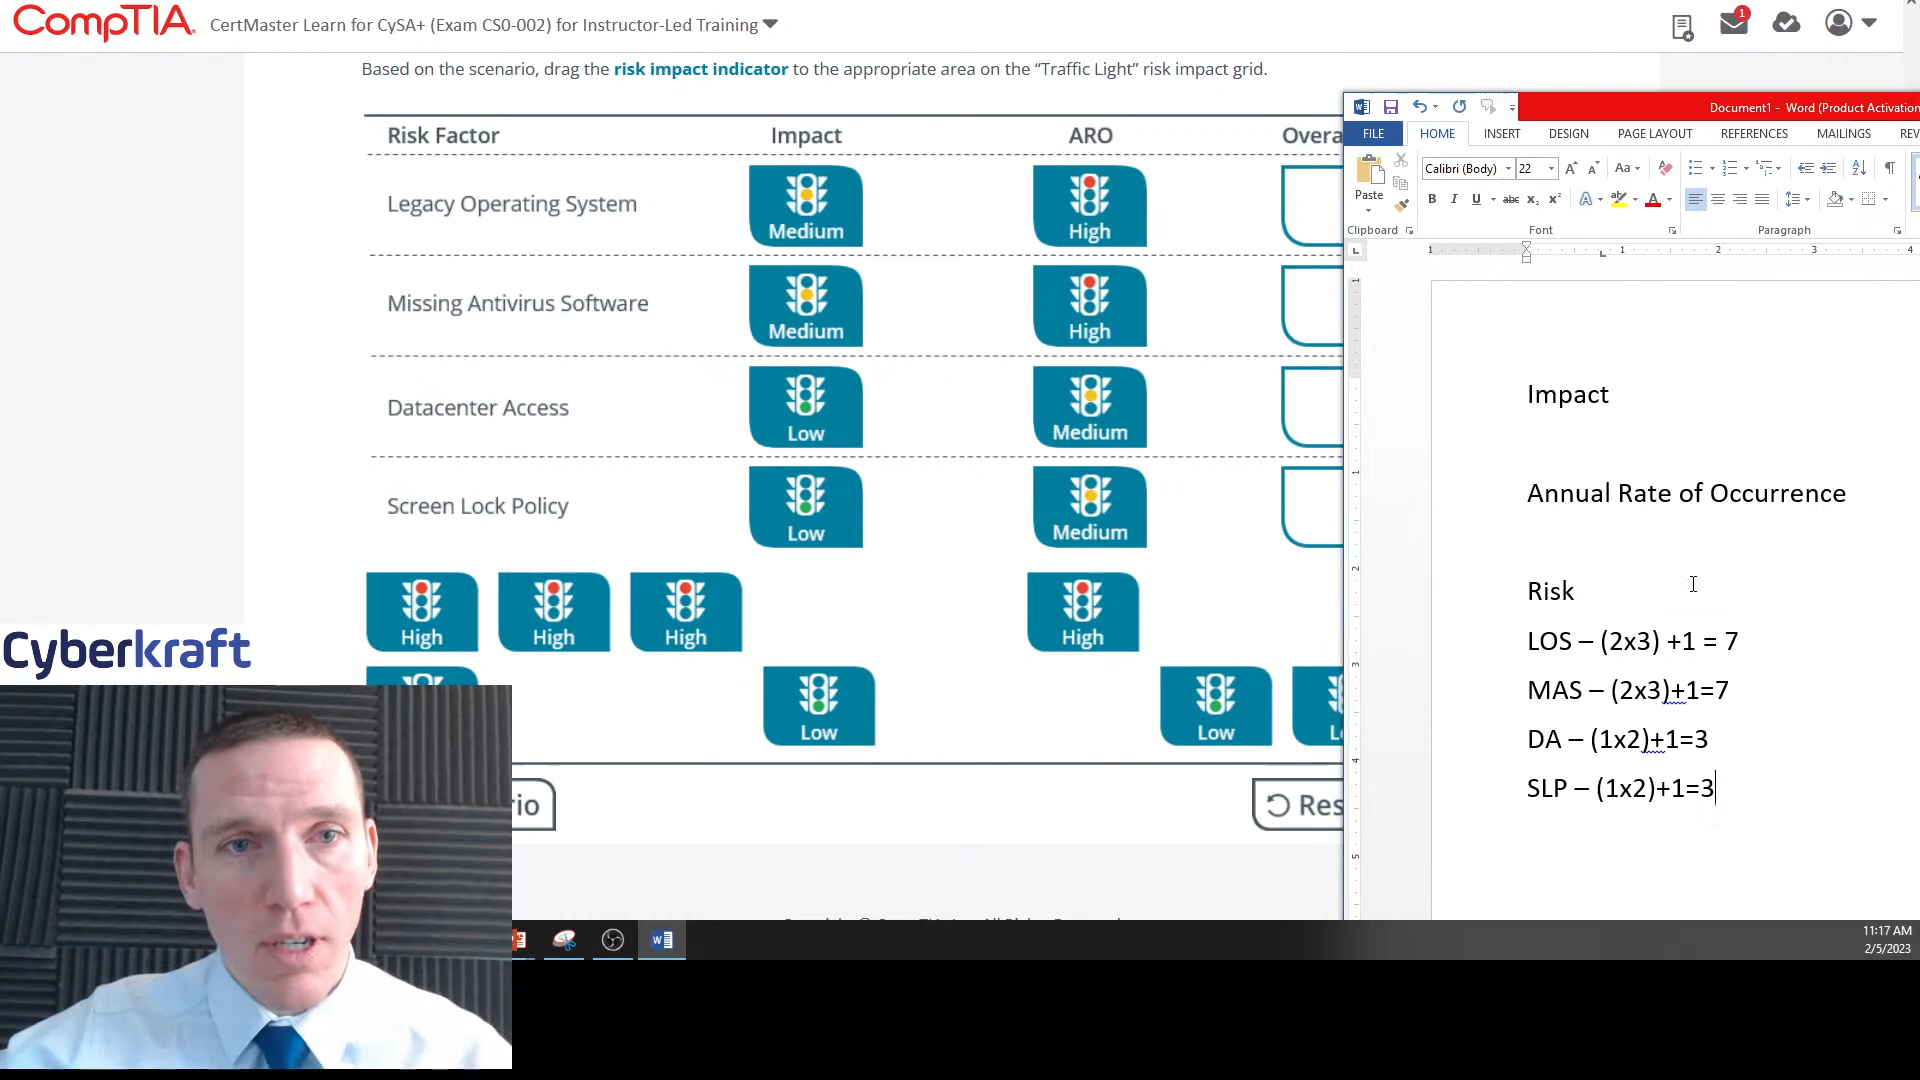 CompTIA.
CertMaster Learn for CySA+ (Exam CS0-002) for Instructor-Led Training
1
Based on the scenario, drag the risk impact indicator to the appropriate area on the “Traffic Light” risk impact grid.
Risk Factor Impact ARO Overa
Legacy Operating System Medium High
Missing Antivirus Software Medium High
Datacenter Access Low Medium
Screen Lock Policy Low Medium
High High High High
Low Low
Res
Cyberkraft
Document1 - Word (Product Activation
FILE HOME INSERT DESIGN PAGE LAYOUT REFERENCES MAILINGS REV
Paste Calibri (Body) 22
Clipboard Font Paragraph
Impact
Annual Rate of Occurrence
Risk
LOS – (2x3) +1 = 7
MAS – (2x3)+1=7
DA – (1x2)+1=3
SLP – (1x2)+1=3
11:17 AM
2/5/2023